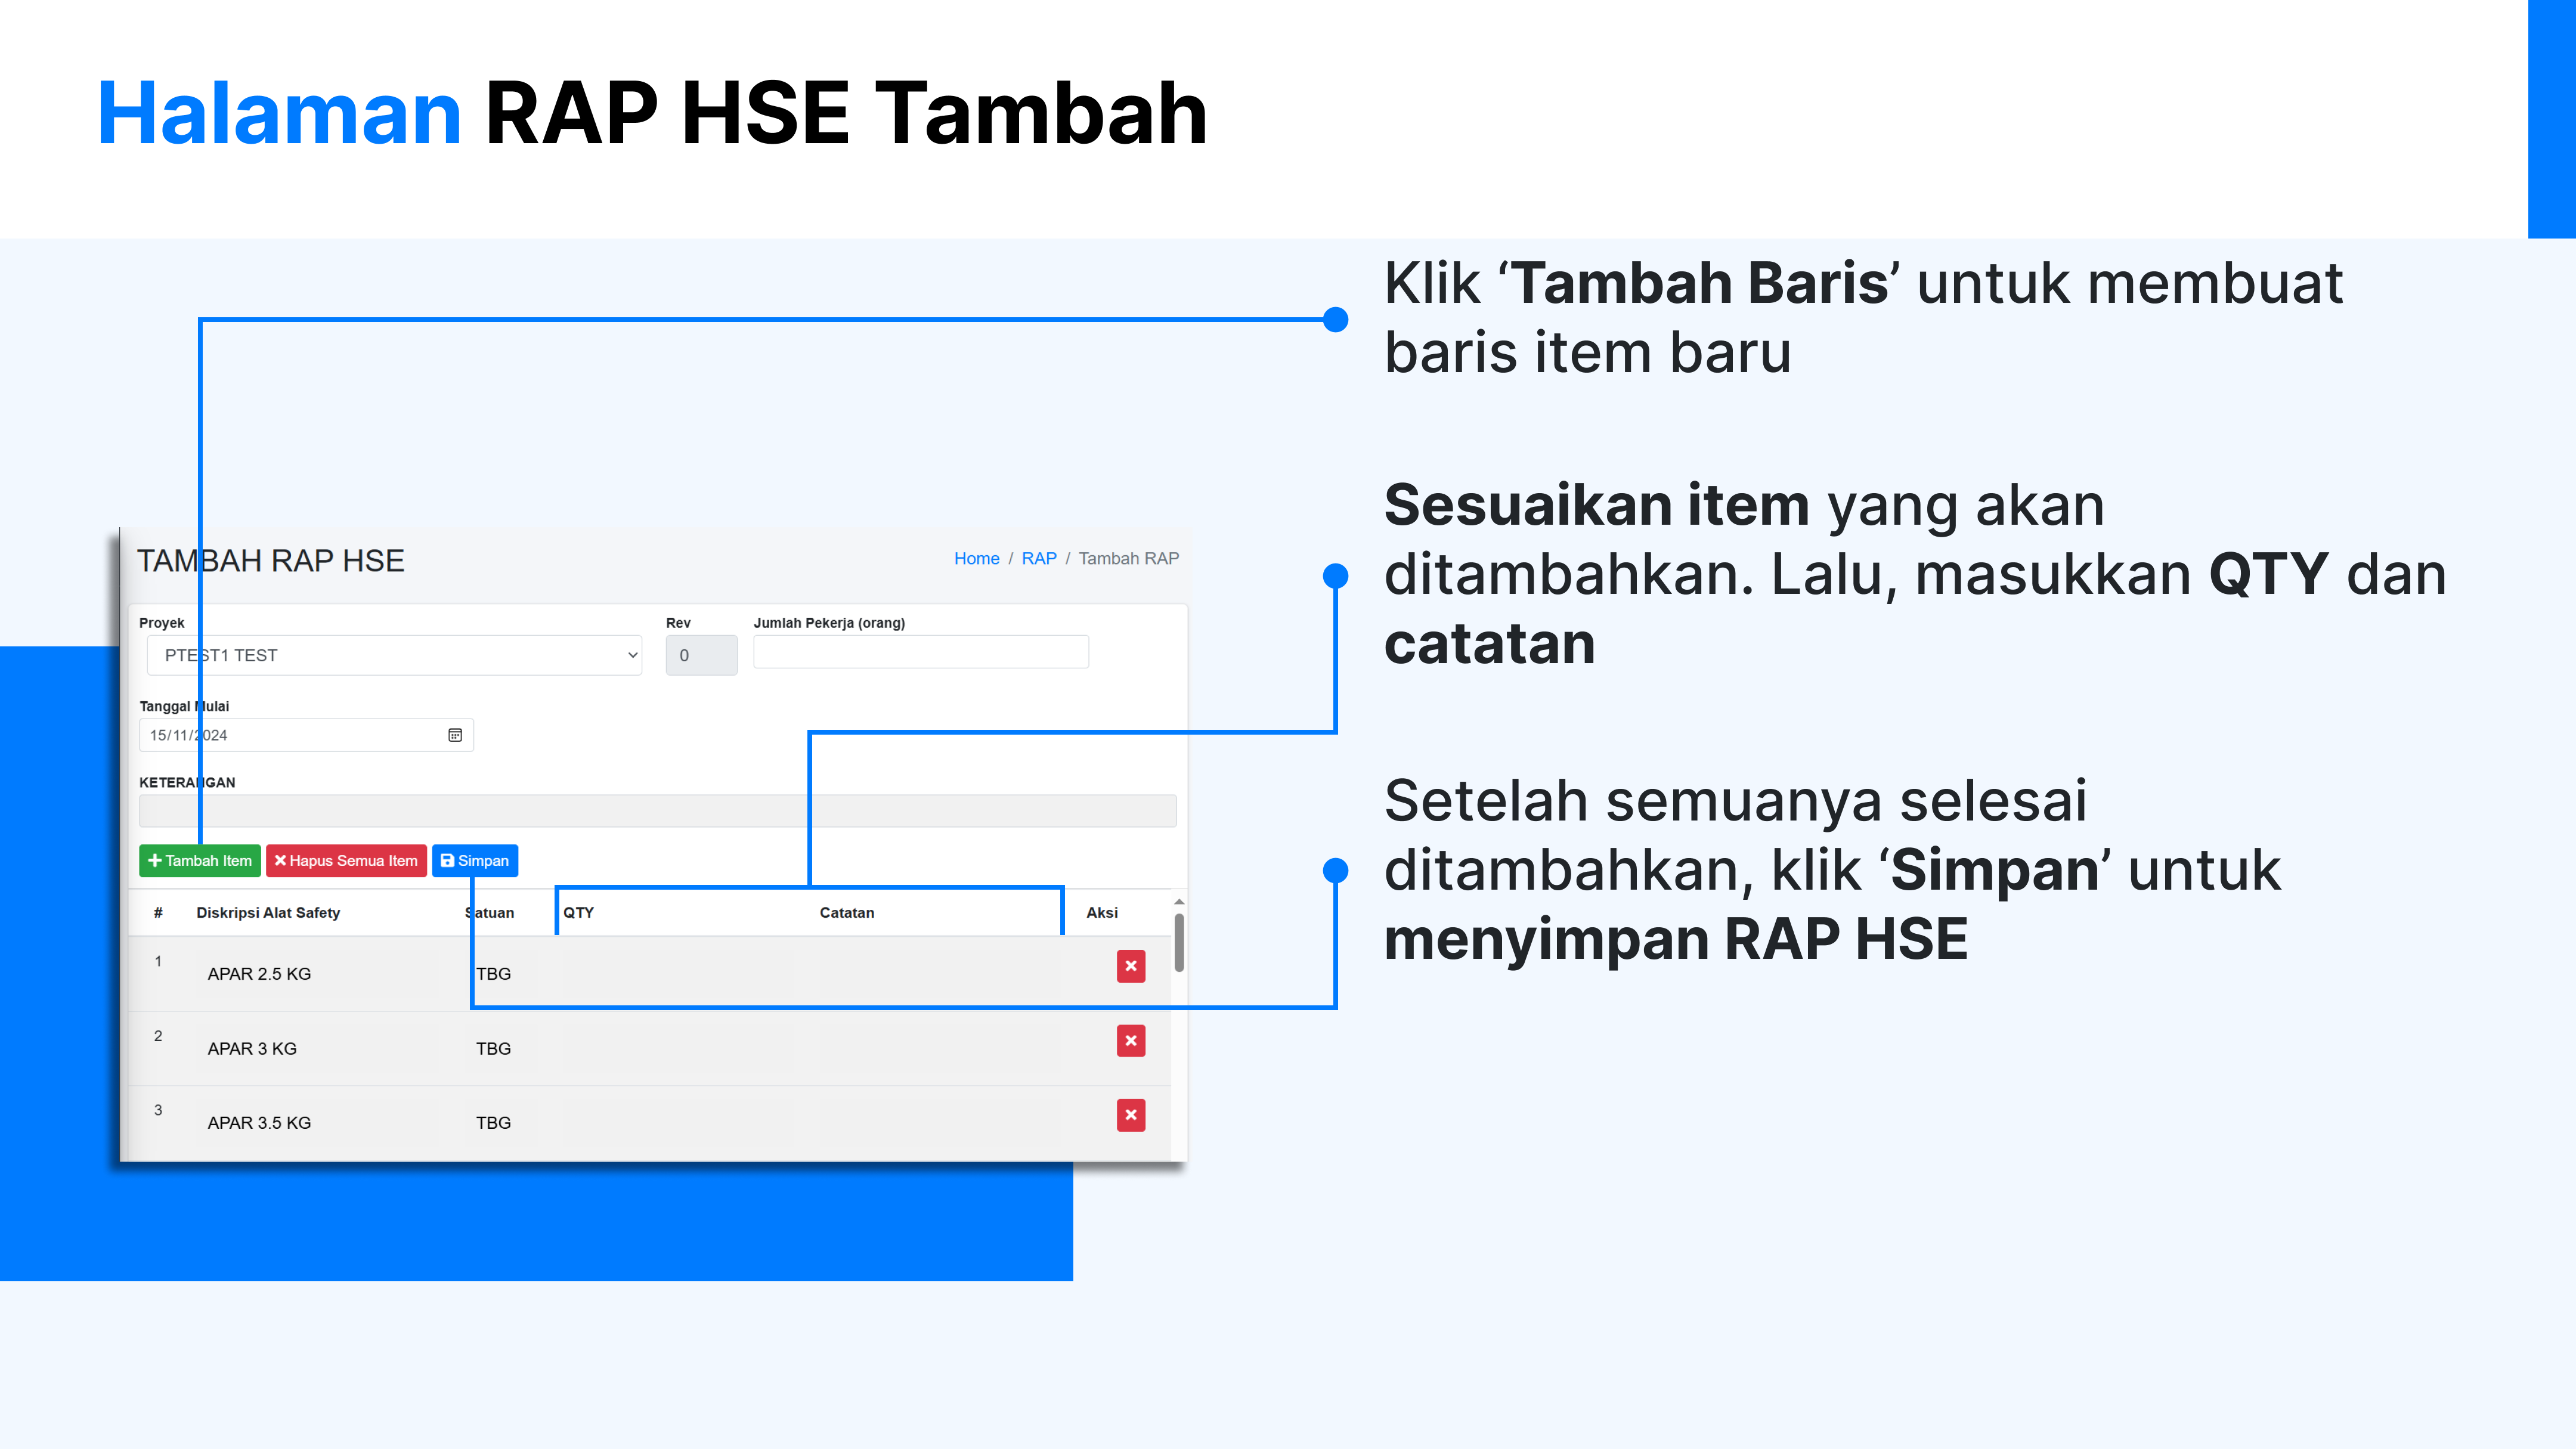 Halaman RAP HSE Tambah
Klik ‘Tambah Baris’ untuk membuat
baris item baru
Sesuaikan item yang akan
ditambahkan. Lalu, masukkan QTY dan
catatan
Setelah semuanya selesai
ditambahkan, klik ‘Simpan’ untuk
menyimpan RAP HSE
TAMBAH RAP HSE
Home / RAP / Tambah RAP
Proyek Rev Jumlah Pekerja (orang)
PTEST1 TEST 0
Tanggal Mulai
15/11/2024
KETERANGAN
Tambah Item Hapus Semua Item Simpan
# Diskripsi Alat Safety Satuan QTY Catatan Aksi
1 APAR 2.5 KG TBG
2 APAR 3 KG TBG
3 APAR 3.5 KG TBG